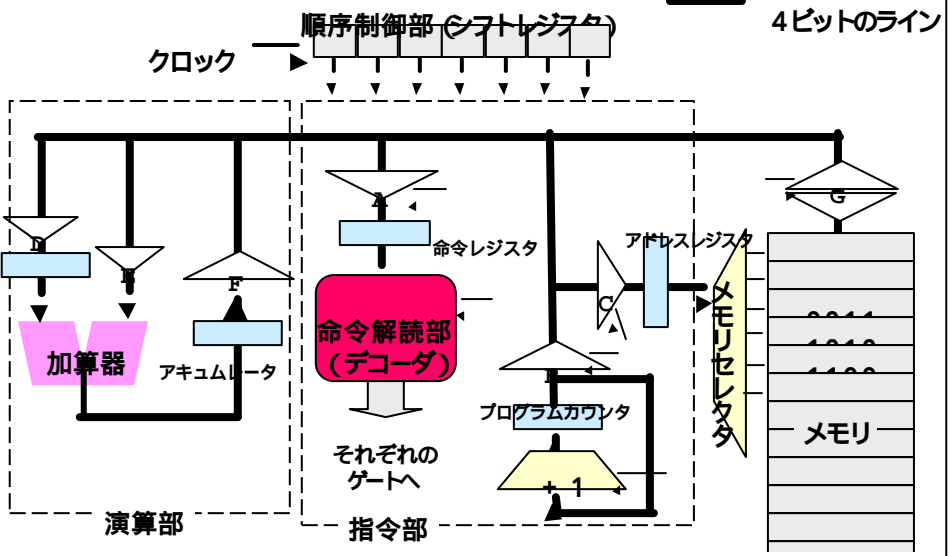 順序制御部 (シフトレジスタ)
4ビットのライン
クロック
A
G
命令レジスタ
アドレスレジスタ
D
F
C
メモリセレクタ
命令解読部
(デコーダ)
加算器
アキュムレータ
プログラムカウンタ
メモリ
それぞれの
ゲートへ
+ 1
演算部
指令部